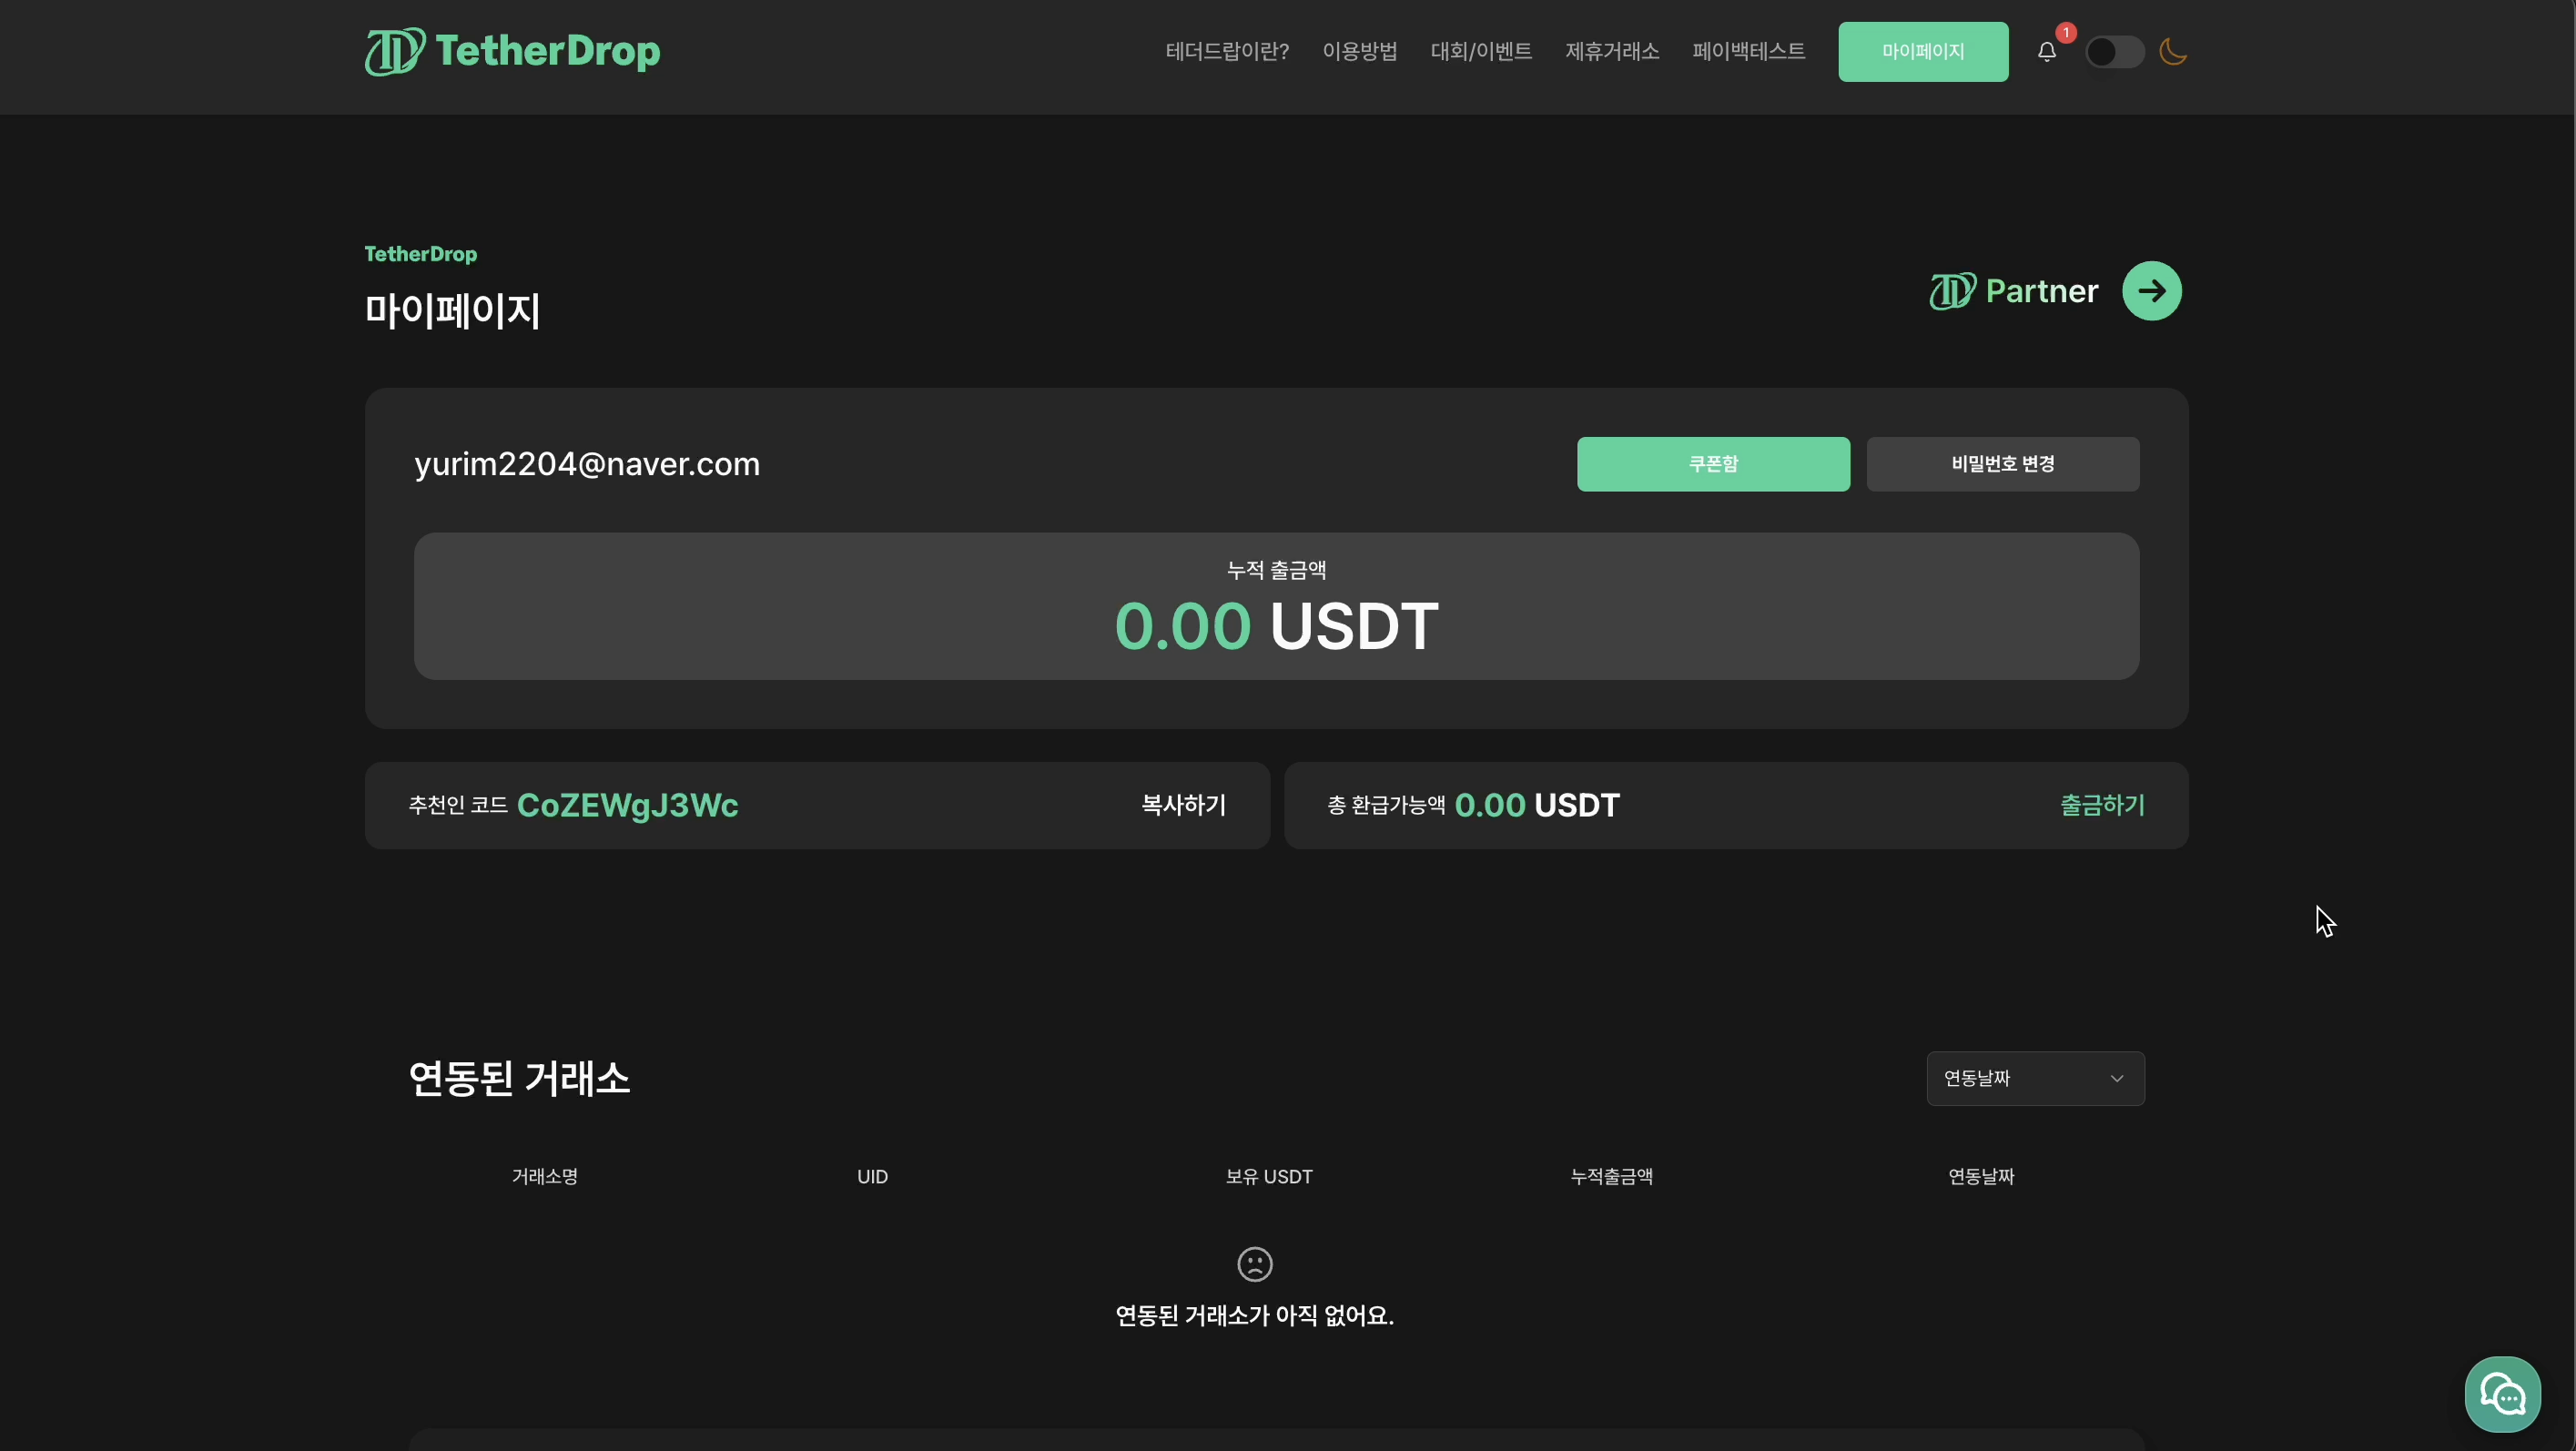 TetherDrop
테더드랍이란? 이용방법 대회/이벤트 제휴거래소 페이백테스트 마이페이지 1
TetherDrop
마이페이지
Partner
yurim2204@naver.com
쿠폰함 비밀번호 변경
누적 출금액
0.00 USDT
추천인 코드 CoZEWgJ3Wc 복사하기
총 환급가능액 0.00 USDT 출금하기
연동된 거래소
연동날짜
거래소명 UID 보유 USDT 누적출금액 연동날짜
연동된 거래소가 아직 없어요.